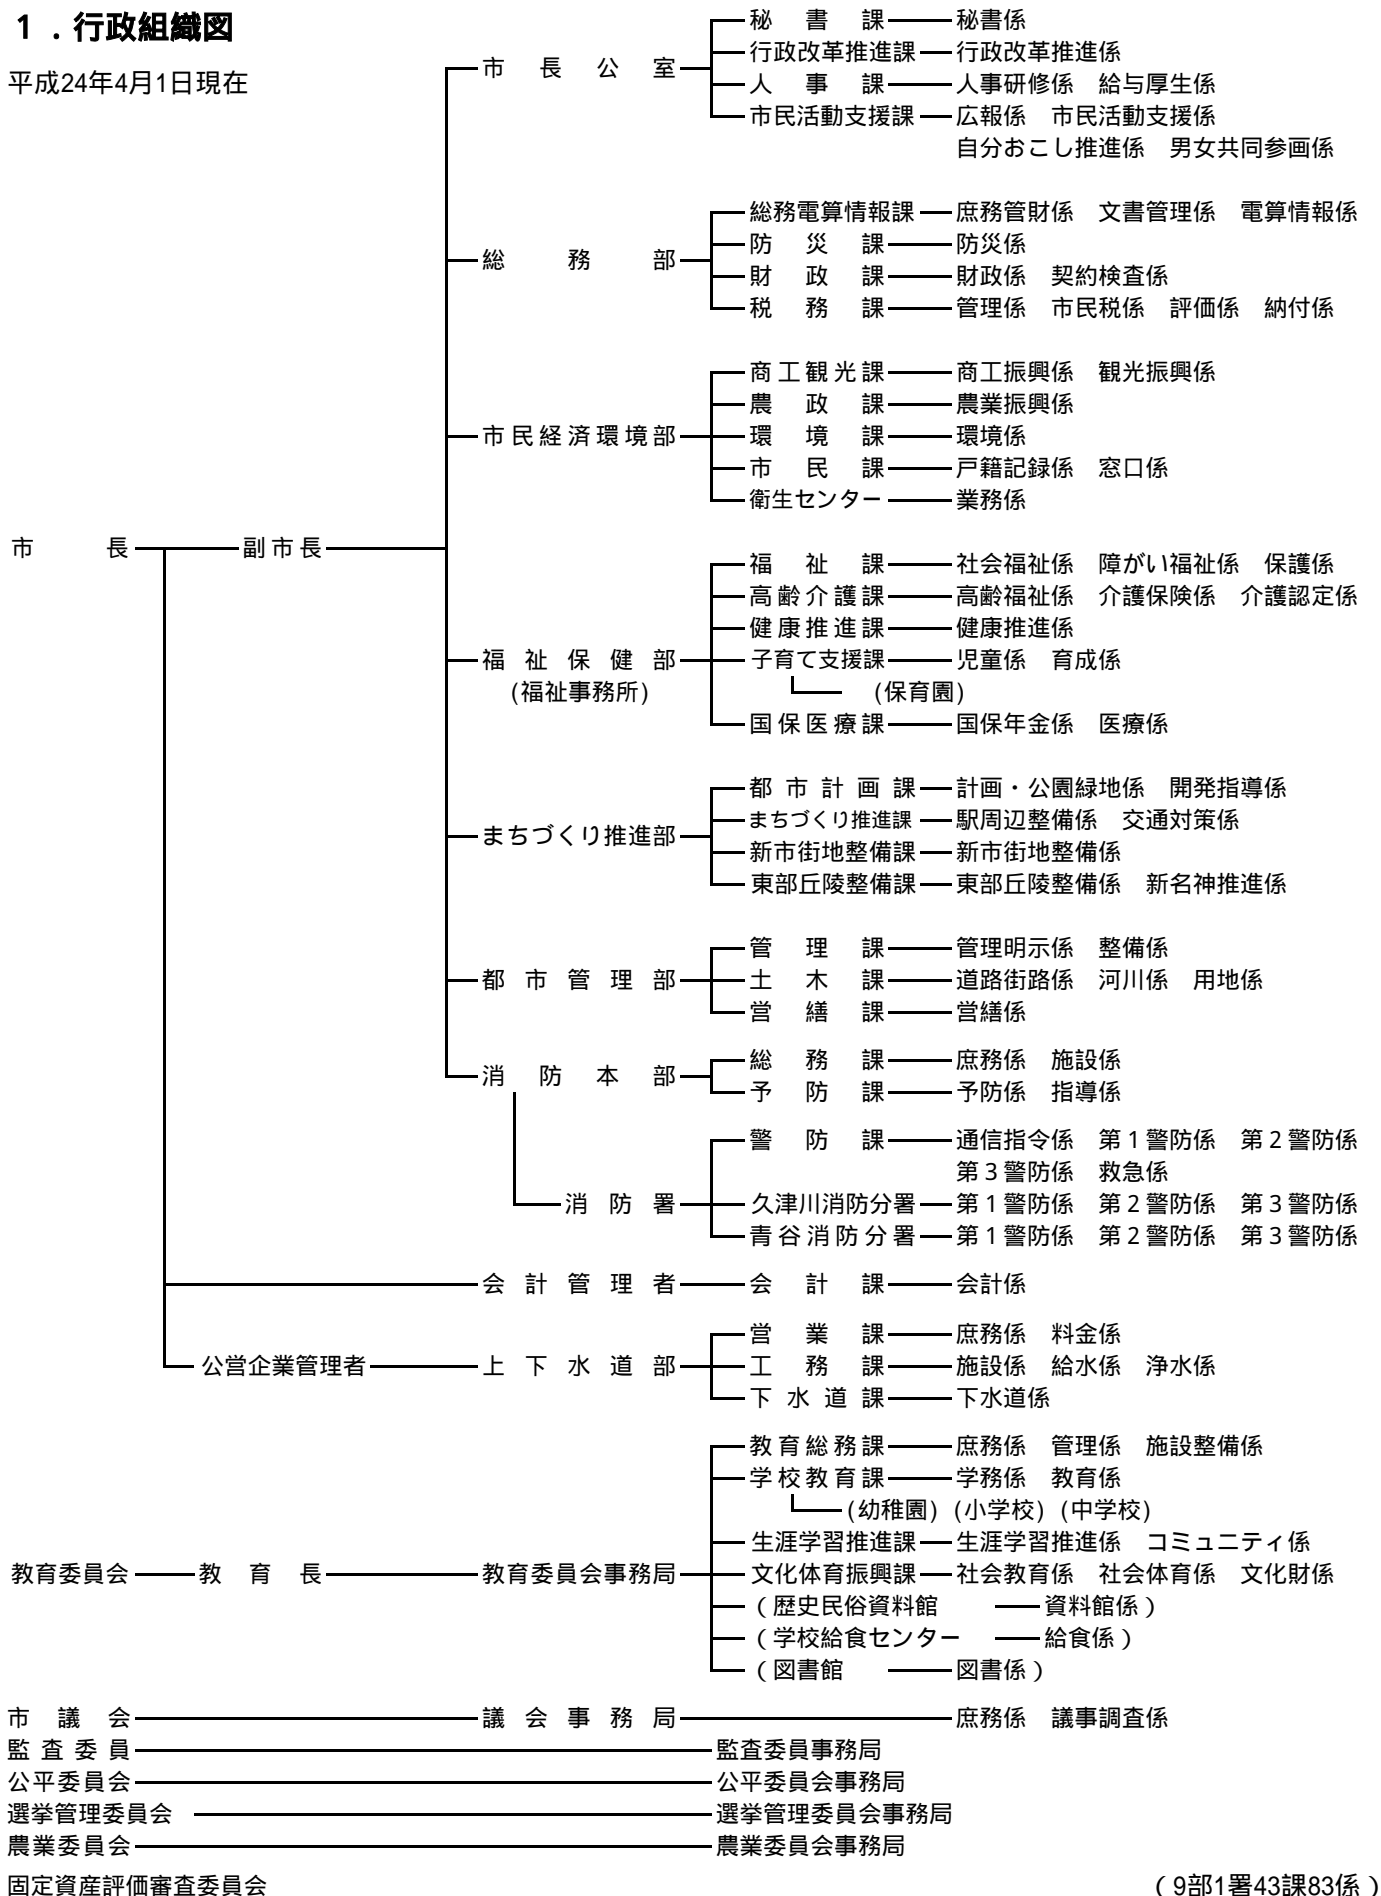 １．行政組織図
平成24年4月1日現在
秘書課 秘書係
行政改革推進課 行政改革推進係
市長公室
人事課 人事研修係 給与厚生係
市民活動支援課 広報係 市民活動支援係
自分おこし推進係 男女共同参画係
総務電算情報課 庶務管財係 文書管理係 電算情報係
防災課 防災係
総務部
財政課 財政係 契約検査係
税務課 管理係 市民税係 評価係 納付係
商工観光課 商工振興係 観光振興係
農政課 農業振興係
市民経済環境部 環境課 環境係
市民課 戸籍記録係 窓口係
衛生センター 業務係
市長 副市長
福祉課 社会福祉係 障がい福祉係 保護係
高齢介護課 高齢福祉係 介護保険係 介護認定係
健康推進課 健康推進係
福祉保健部 子育て支援課 児童係 育成係
(福祉事務所) (保育園)
国保医療課 国保年金係 医療係
都市計画課 計画・公園緑地係 開発指導係
まちづくり推進課 駅周辺整備係 交通対策係
まちづくり推進部
新市街地整備課 新市街地整備係
東部丘陵整備課 東部丘陵整備係 新名神推進係
管理課 管理明示係 整備係
都市管理部 土木課 道路街路係 河川係 用地係
営繕課 営繕係
総務課 庶務係 施設係
消防本部
予防課 予防係 指導係
警防課 通信指令係 第1警防係 第2警防係
第3警防係 救急係
消防署 久津川消防分署 第1警防係 第2警防係 第3警防係
青谷消防分署 第1警防係 第2警防係 第3警防係
会計管理者 会計課 会計係
営業課 庶務係 料金係
公営企業管理者 上下水道部 工務課 施設係 給水係 浄水係
下水道課 下水道係
教育総務課 庶務係 管理係 施設整備係
学校教育課 学務係 教育係
(幼稚園) (小学校) (中学校)
生涯学習推進課 生涯学習推進係 コミュニティ係
教育委員会 教育長 教育委員会事務局 文化体育振興課 社会教育係 社会体育係 文化財係
(歴史民俗資料館 資料館係)
(学校給食センター 給食係)
(図書館 図書係)
市議会 議会事務局 庶務係 議事調査係
監査委員 監査委員事務局
公平委員会 公平委員会事務局
選挙管理委員会 選挙管理委員会事務局
農業委員会 農業委員会事務局
固定資産評価審査委員会 (9部1署43課83係)